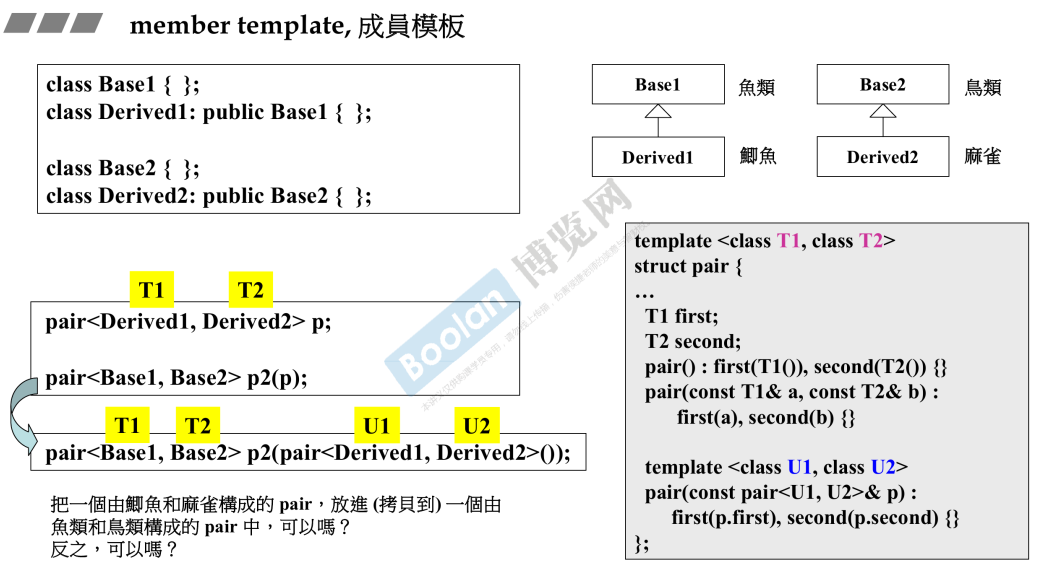 member template, 成員模板
class Base1 { };
class Derived1: public Base1 { };
class Base2 { };
class Derived2: public Base2 { };
Base1 魚類
Derived1 鯽魚
Base2 鳥類
Derived2 麻雀
T1 T2
pair<Derived1, Derived2> p;
pair<Base1, Base2> p2(p);
T1 T2 U1 U2
pair<Base1, Base2> p2(pair<Derived1, Derived2>());
把一個由鯽魚和麻雀構成的 pair，放進 (拷貝到) 一個由
魚類和鳥類構成的 pair 中，可以嗎？
反之，可以嗎？
template <class T1, class T2>
struct pair {
…
T1 first;
T2 second;
pair() : first(T1()), second(T2()) {}
pair(const T1& a, const T2& b) :
first(a), second(b) {}
template <class U1, class U2>
pair(const pair<U1, U2>& p) :
first(p.first), second(p.second) {}
};
Boolan 博览网